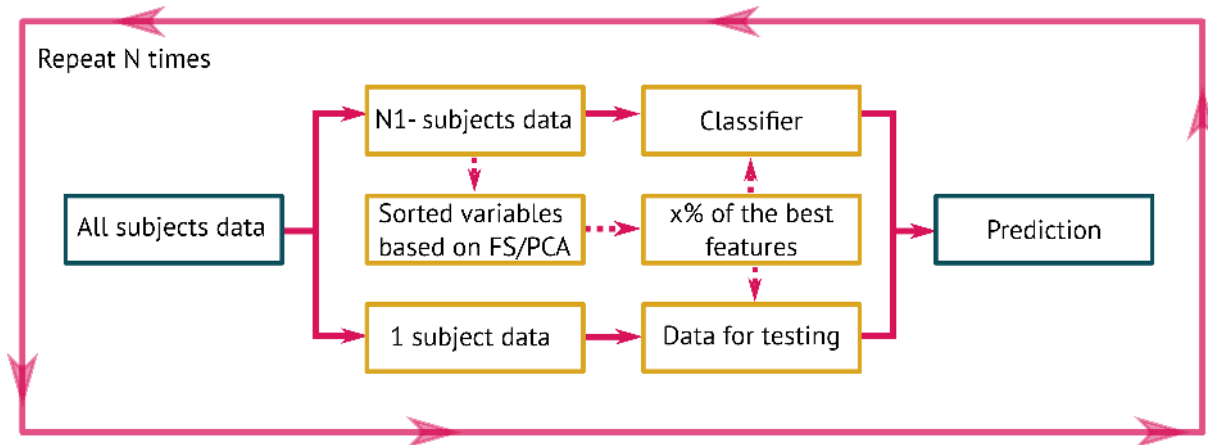 Repeat N times
N1- subjects data
Classifier
All subjects data
Sorted variables
based on FS/PCA
x% of the best
features
Prediction
1 subject data
Data for testing